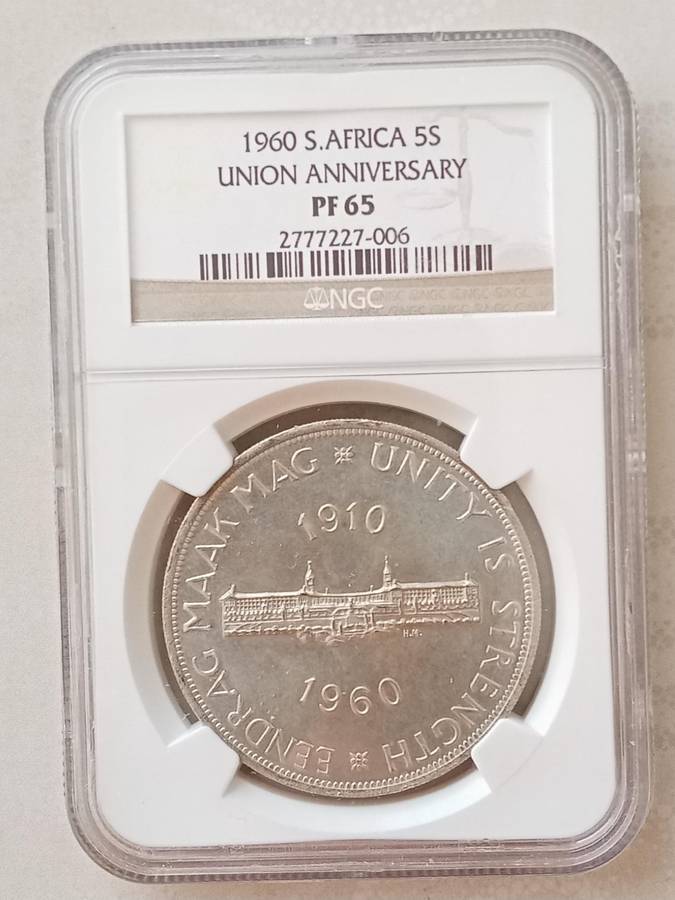 1960 S.AFRICA 5S
UNION ANNIVERSARY
PF 65
2777227-006
NGC
EENDRAG MAAK MAG ※ UNITY IS STRENGTH ※
1910
H.M.
1960